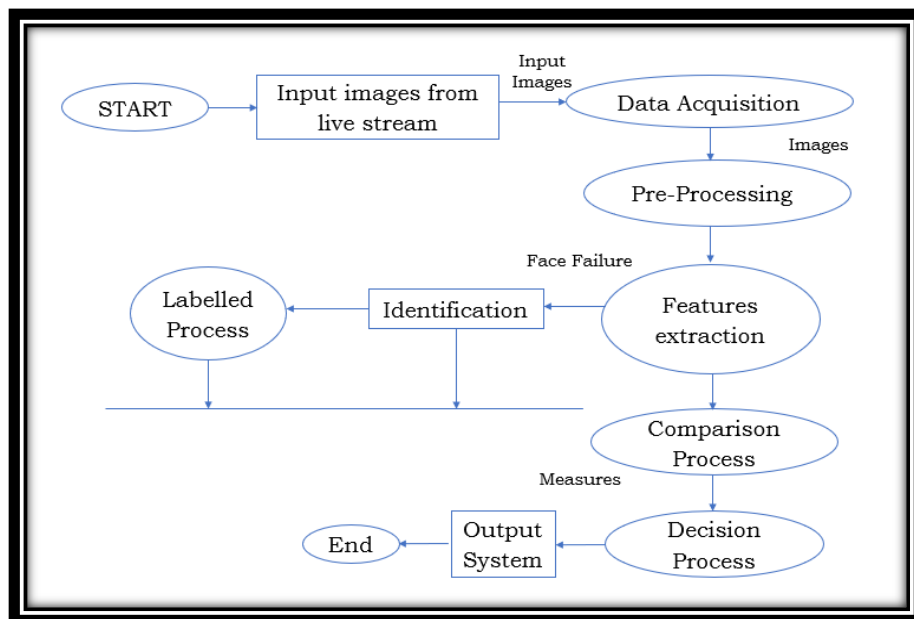 START
Input images from
live stream
Input
Images
Data Acquisition
Images
Pre-Processing
Face Failure
Features
extraction
Identification
Labelled
Process
Comparison
Process
Measures
Decision
Process
Output
System
End